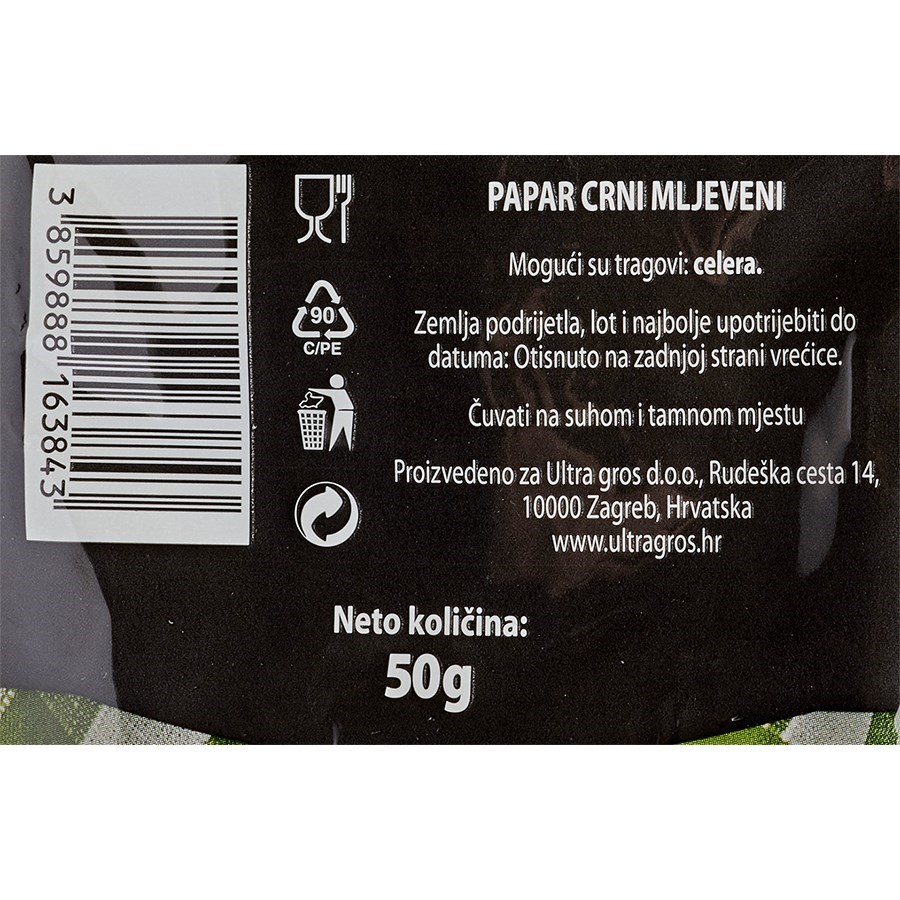 3 859888 163843
90
C/PE
PAPAR CRNI MLJEVENI
Mogući su tragovi: celera.
Zemlja podrijetla, lot i najbolje upotrijebiti do
datuma: Otisnuto na zadnjoj strani vrećice.
Čuvati na suhom i tamnom mjestu
Proizvedeno za Ultra gros d.o.o., Rudeška cesta 14,
10000 Zagreb, Hrvatska
www.ultragros.hr
Neto količina:
50g